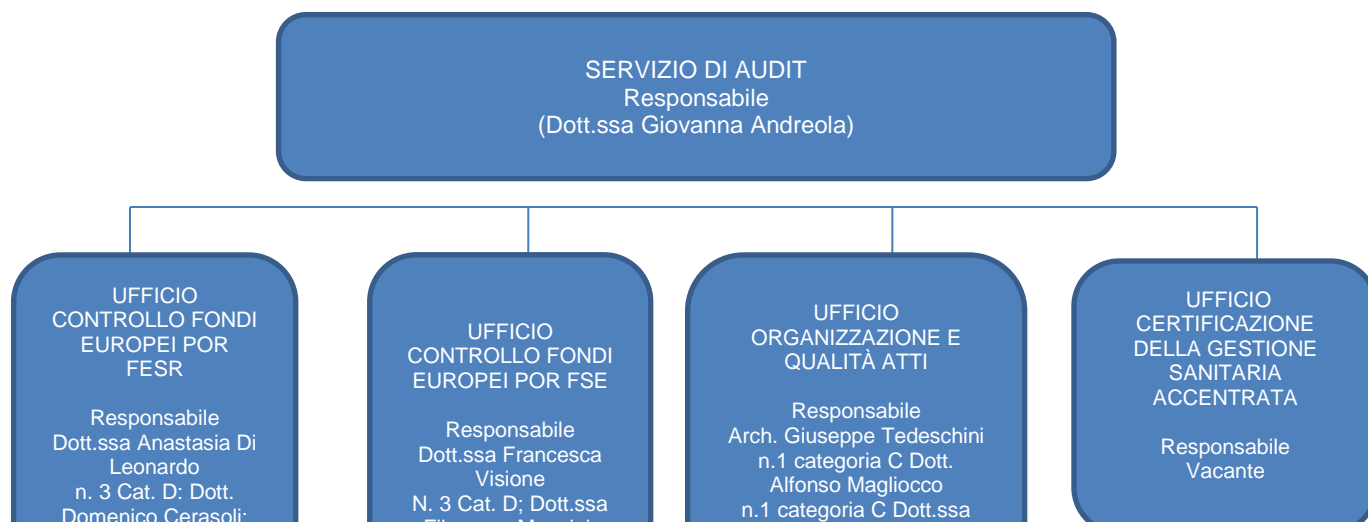 SERVIZIO DI AUDIT
Responsabile
(Dott.ssa Giovanna Andreola)
UFFICIO
CONTROLLO FONDI
EUROPEI POR
FESR
Responsabile
Dott.ssa Anastasia Di
Leonardo
n. 3 Cat. D: Dott.
Domenico Cerasoli;
UFFICIO
CONTROLLO FONDI
EUROPEI POR FSE
Responsabile
Dott.ssa Francesca
Visione
N. 3 Cat. D; Dott.ssa
UFFICIO
ORGANIZZAZIONE E
QUALITÀ ATTI
Responsabile
Arch. Giuseppe Tedeschini
n.1 categoria C Dott.
Alfonso Magliocco
n.1 categoria C Dott.ssa
UFFICIO
CERTIFICAZIONE
DELLA GESTIONE
SANITARIA
ACCENTRATA
Responsabile
Vacante